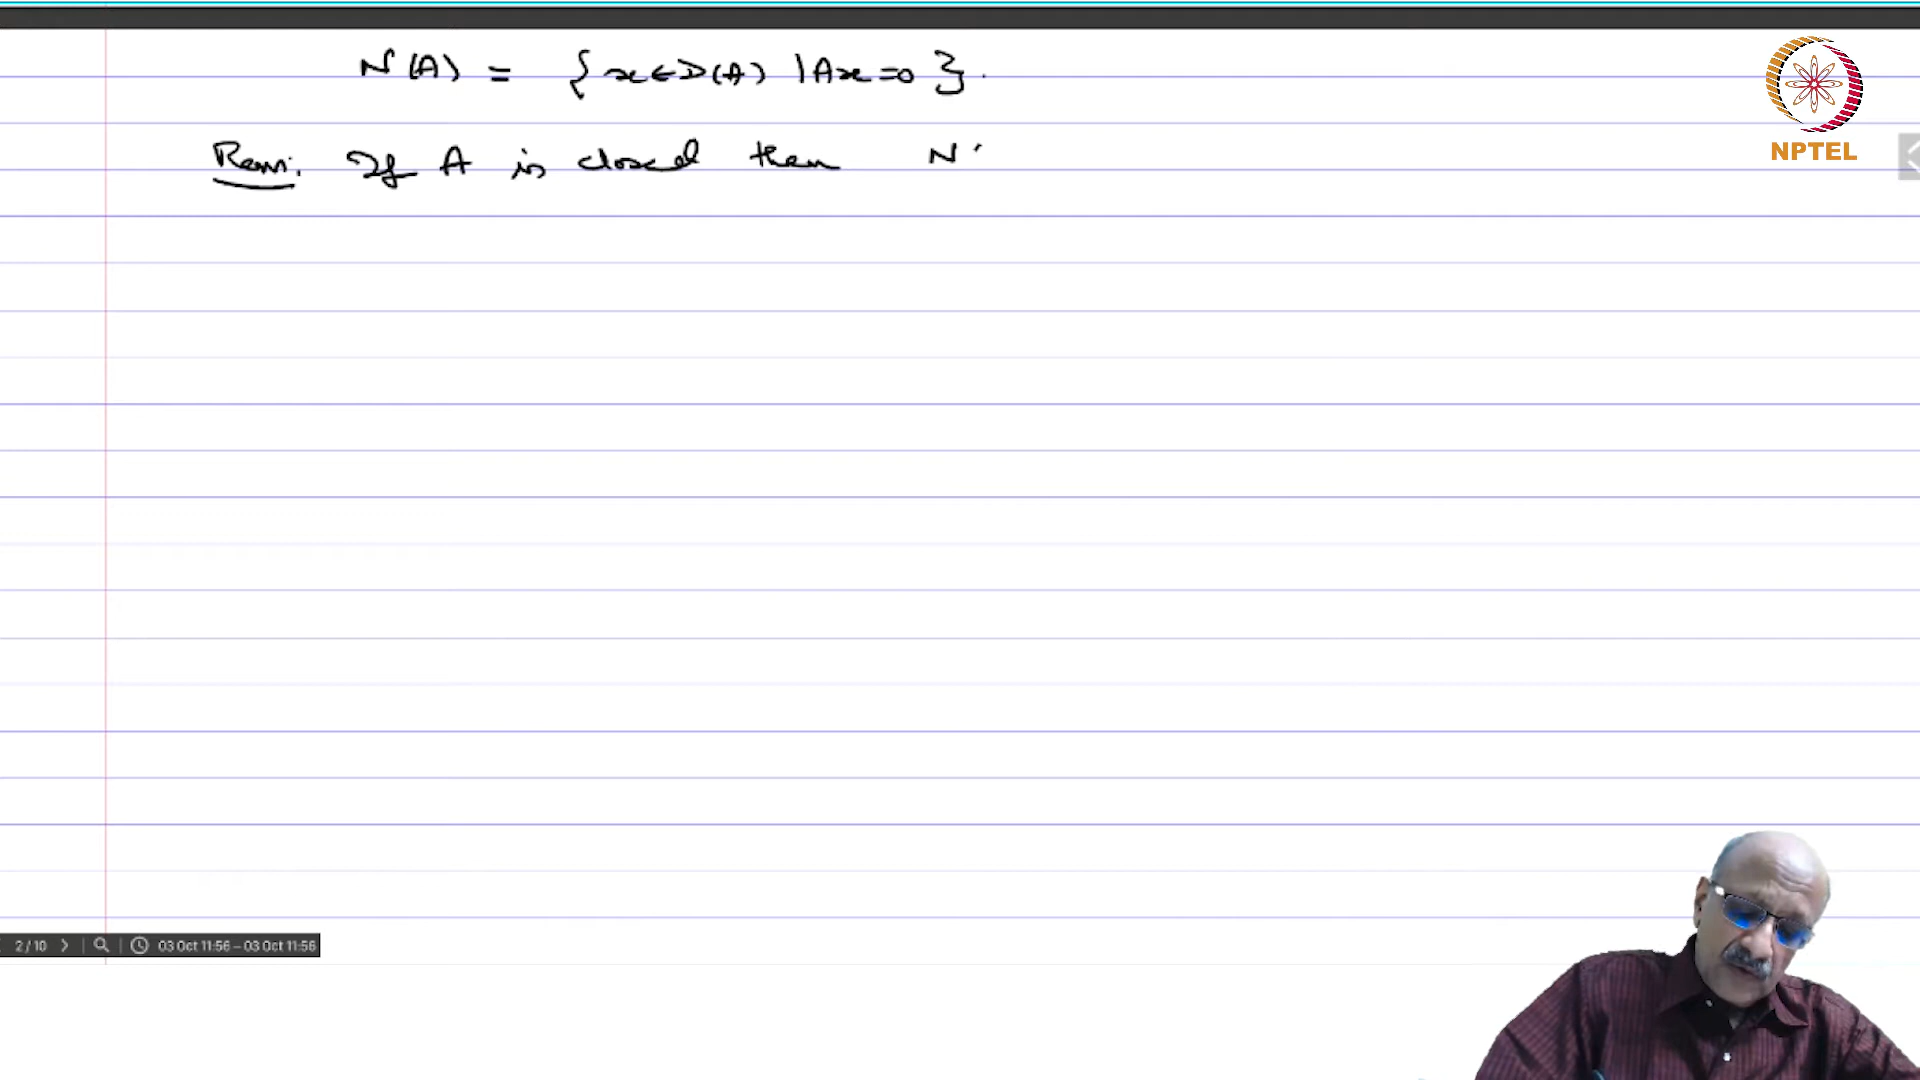 N(A) = {x∈D(A) | Ax=0}.
Rem: If A is closed then N
NPTEL
2/10 03 Oct 11:56 – 03 Oct 11:56